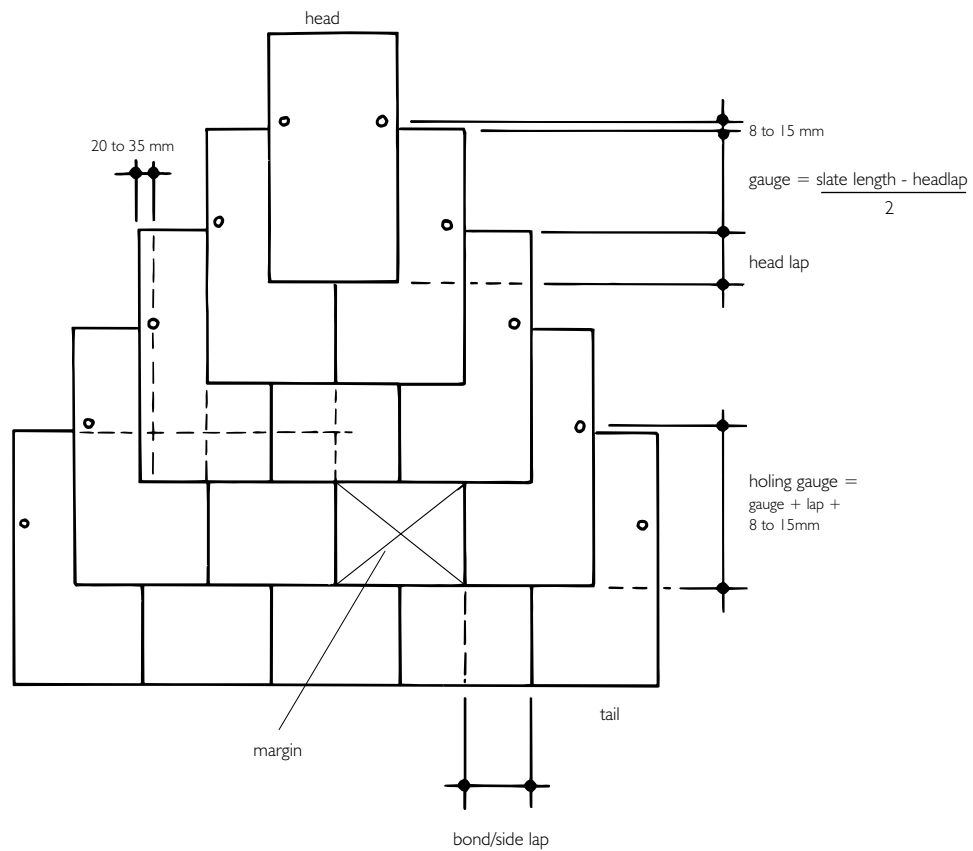 head
8 to 15 mm
20 to 35 mm
gauge = slate length - headlap
2
head lap
holing gauge =
gauge + lap +
8 to 15mm
tail
margin
bond/side lap